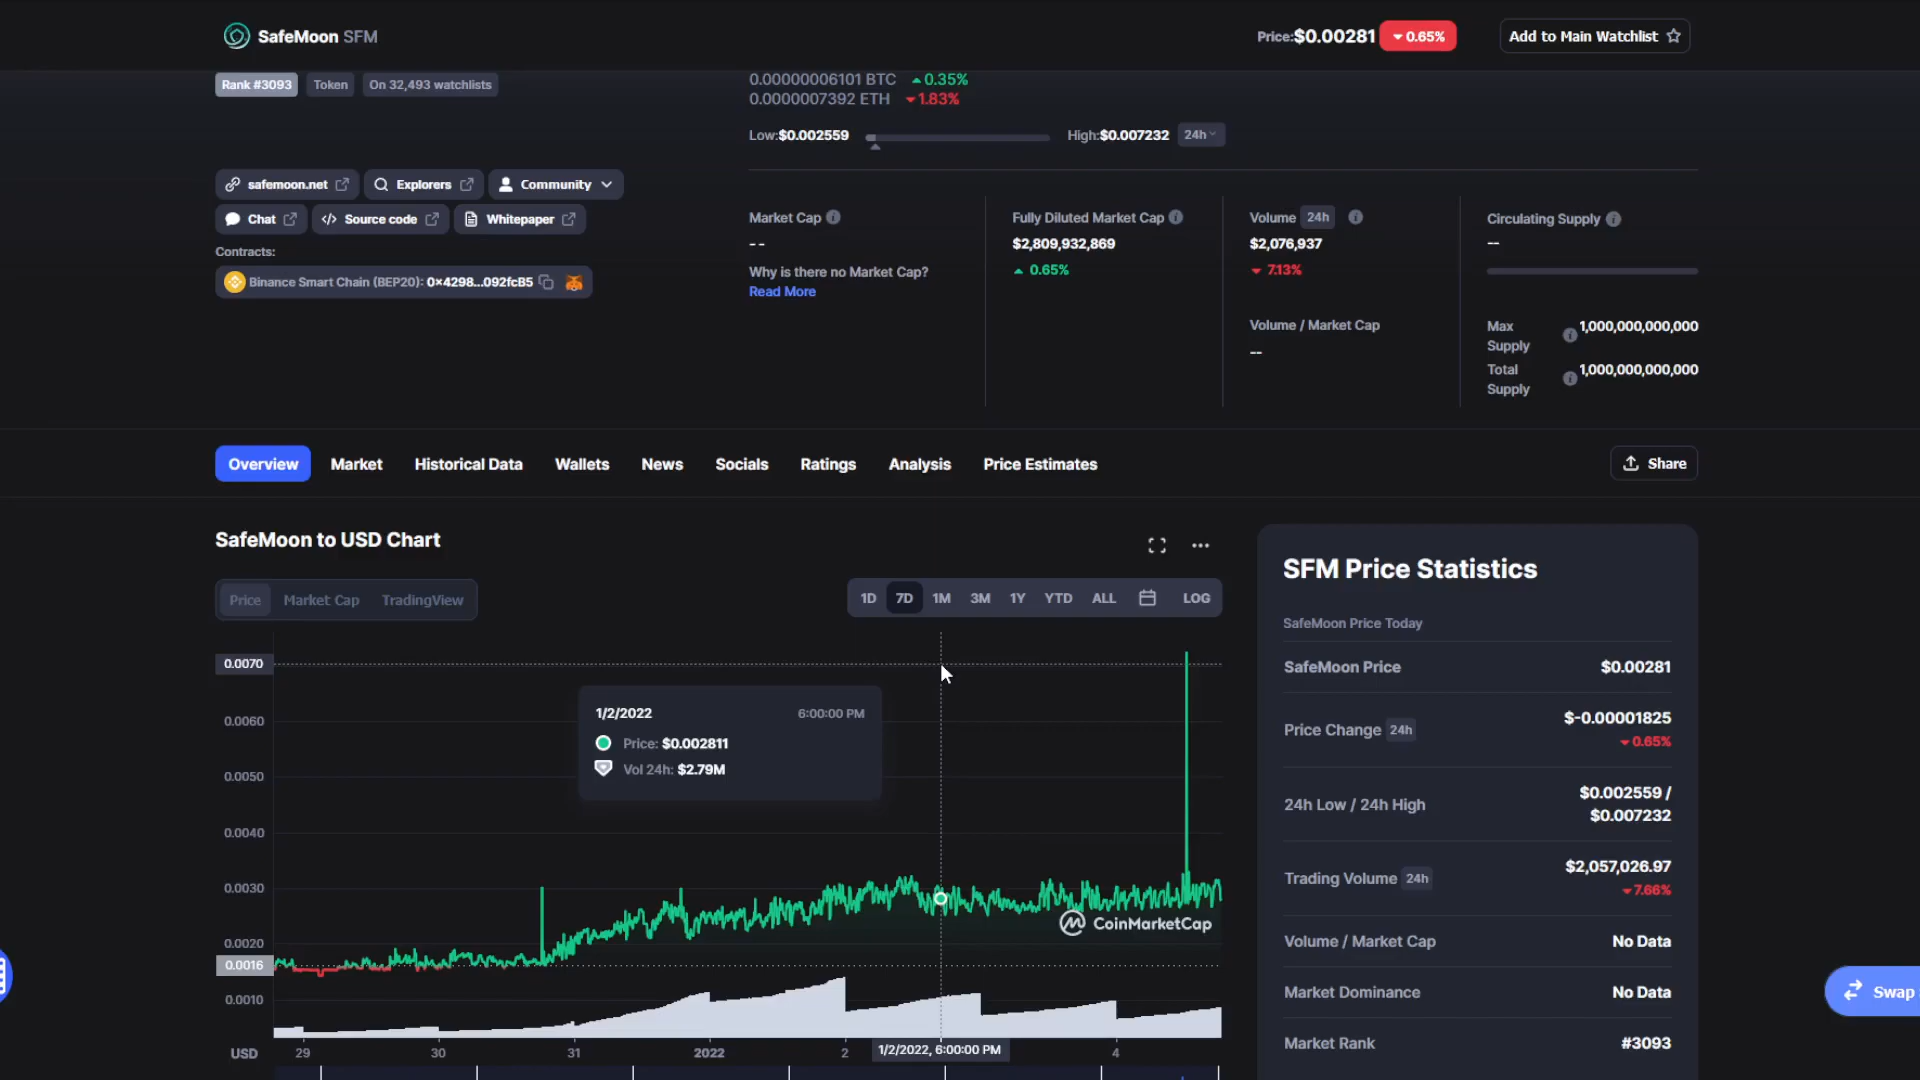 SafeMoon SFM
Price:$0.00281 0.65%
Add to Main Watchlist
Rank #3093 Token On 32,493 watchlists
0.00000006101 BTC 0.35%
0.0000007392 ETH 1.83%
Low:$0.002559 High:$0.007232 24h
safemoon.net Explorers Community
Chat Source code Whitepaper
Contracts:
Binance Smart Chain (BEP20): 0x4298...092fcB5
Market Cap
- -
Why is there no Market Cap?
Read More
Fully Diluted Market Cap
$2,809,932,869
0.65%
Volume 24h
$2,076,937
7.13%
Volume / Market Cap
--
Circulating Supply
--
Max Supply 1,000,000,000,000
Total Supply 1,000,000,000,000
Overview Market Historical Data Wallets News Socials Ratings Analysis Price Estimates
Share
SafeMoon to USD Chart
Price Market Cap TradingView
1D 7D 1M 3M 1Y YTD ALL LOG
0.0070
0.0060
0.0050
0.0040
0.0030
0.0020
0.0016
0.0010
1/2/2022 6:00:00 PM
Price: $0.002811
Vol 24h: $2.79M
CoinMarketCap
USD 29 30 31 2022 2 1/2/2022, 6:00:00 PM 4
SFM Price Statistics
SafeMoon Price Today
SafeMoon Price $0.00281
Price Change 24h $-0.00001825
0.65%
24h Low / 24h High $0.002559 /
$0.007232
Trading Volume 24h $2,057,026.97
7.66%
Volume / Market Cap No Data
Market Dominance No Data
Market Rank #3093
Swap